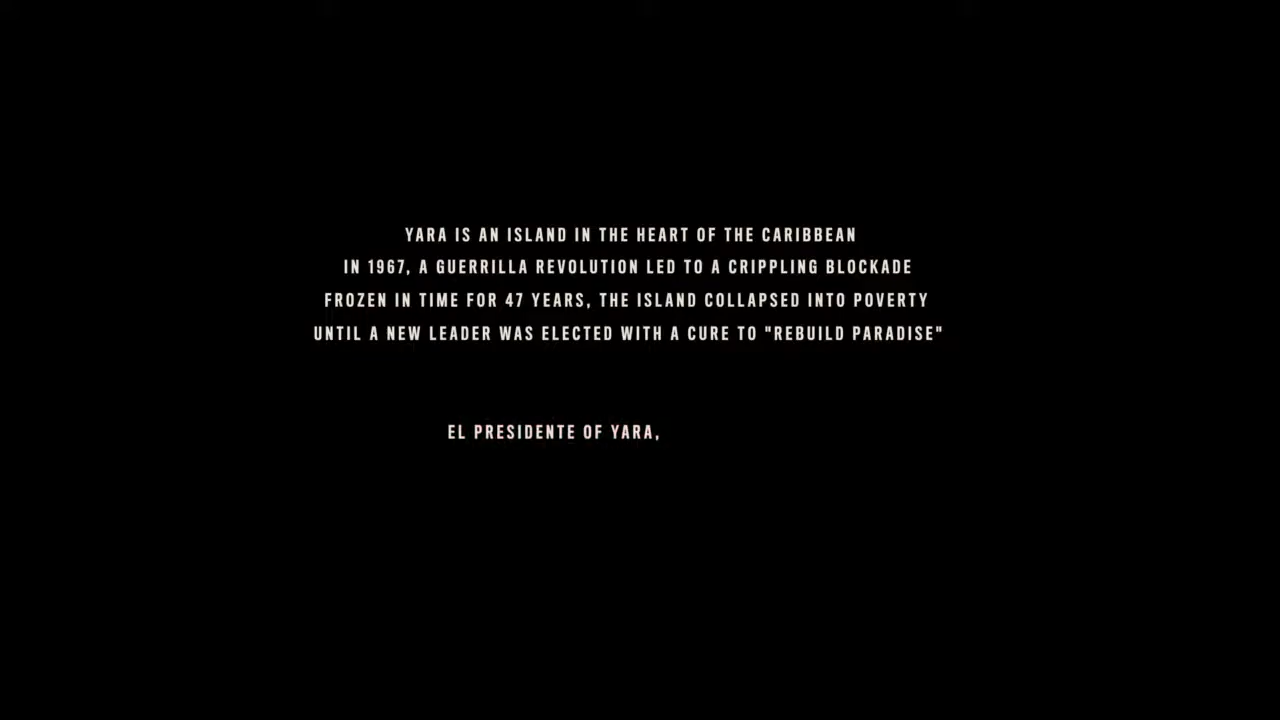 YARA IS AN ISLAND IN THE HEART OF THE CARIBBEAN
IN 1967, A GUERRILLA REVOLUTION LED TO A CRIPPLING BLOCKADE
FROZEN IN TIME FOR 47 YEARS, THE ISLAND COLLAPSED INTO POVERTY
UNTIL A NEW LEADER WAS ELECTED WITH A CURE TO "REBUILD PARADISE"
EL PRESIDENTE OF YARA,